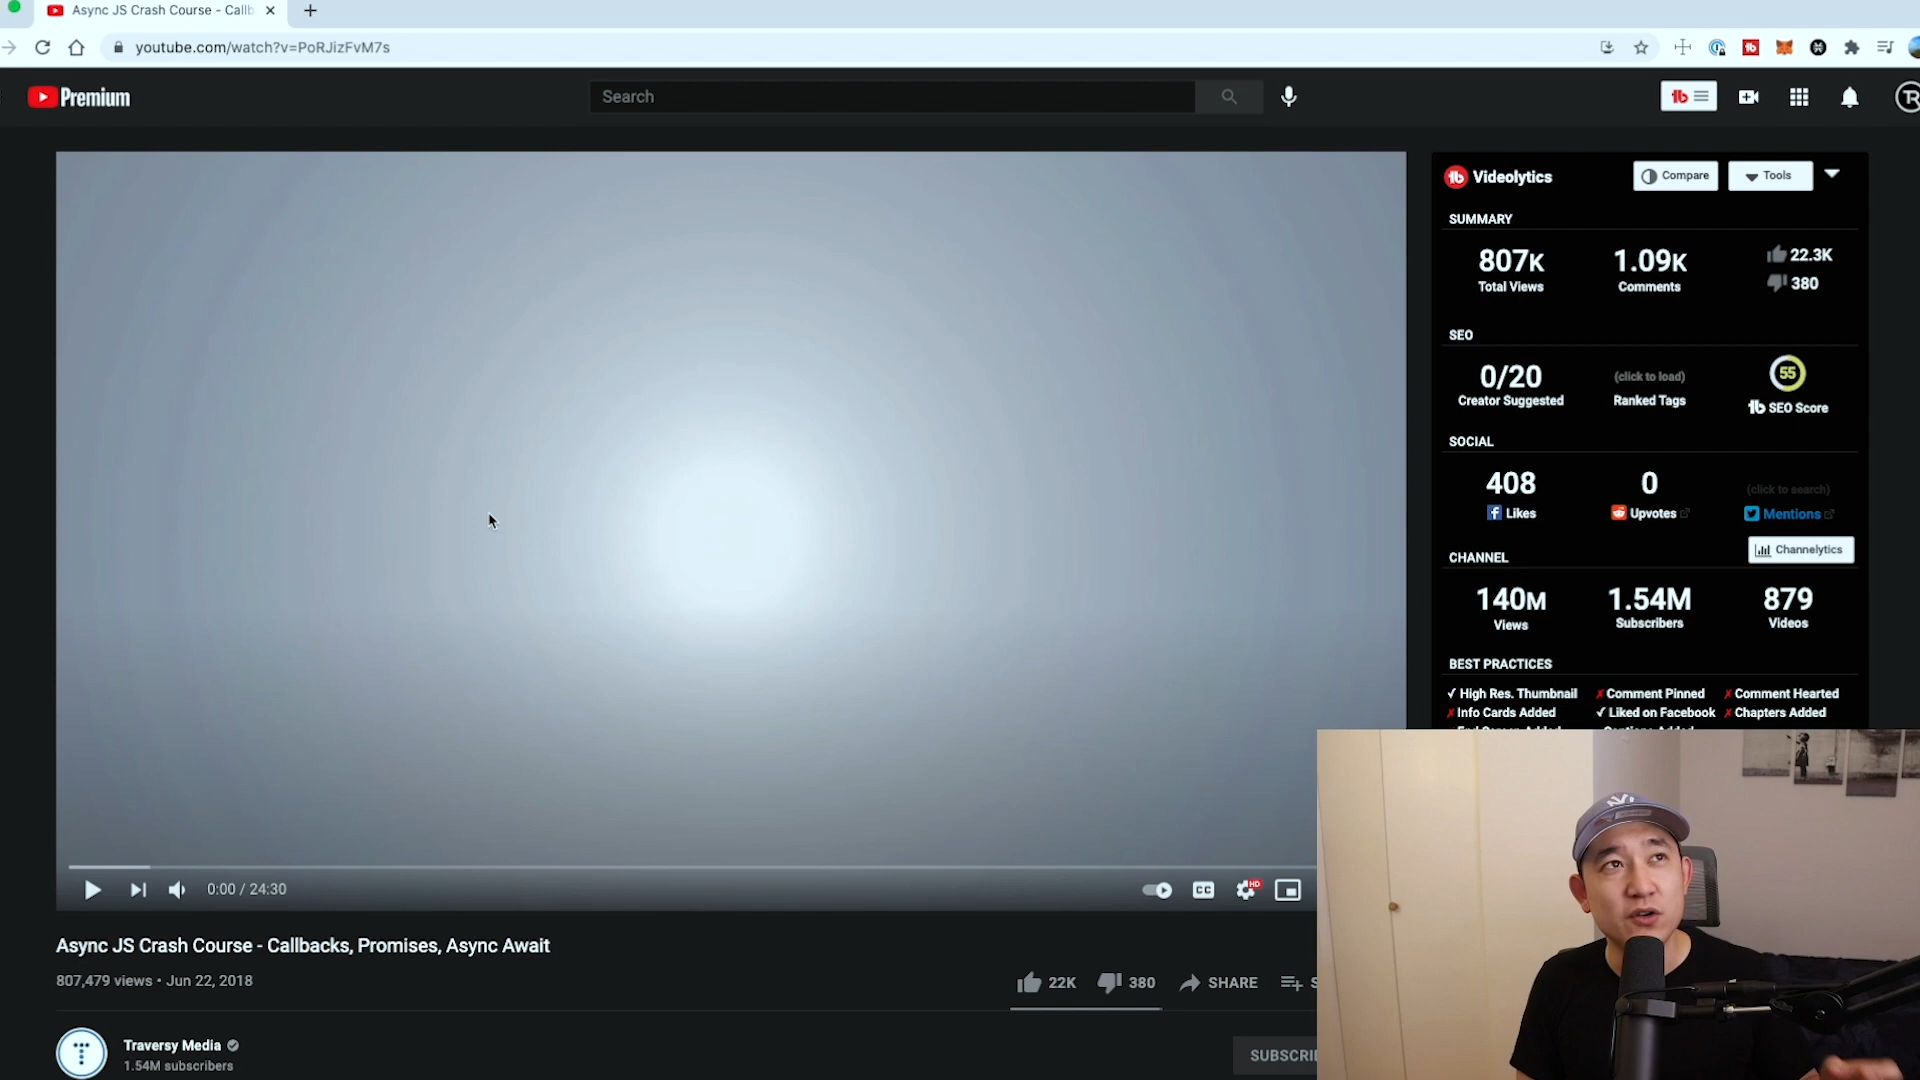 Async JS Crash Course - Callb
youtube.com/watch?v=PoRJizFvM7s
Premium
Search
Videolytics
Compare
Tools
SUMMARY
807K
1.09K
22.3K
380
Total Views
Comments
SEO
0/20
(click to load)
55
Creator Suggested
Ranked Tags
tb SEO Score
SOCIAL
408
0
(click to search)
Likes
Upvotes
Mentions
CHANNEL
Channelytics
140M
1.54M
879
Views
Subscribers
Videos
BEST PRACTICES
✓ High Res. Thumbnail
✗ Comment Pinned
✗ Comment Hearted
✗ Info Cards Added
✓ Liked on Facebook
✗ Chapters Added
0:00 / 24:30
CC
HD
Async JS Crash Course - Callbacks, Promises, Async Await
807,479 views • Jun 22, 2018
22K
380
SHARE
S
Traversy Media
1.54M subscribers
SUBSCRI